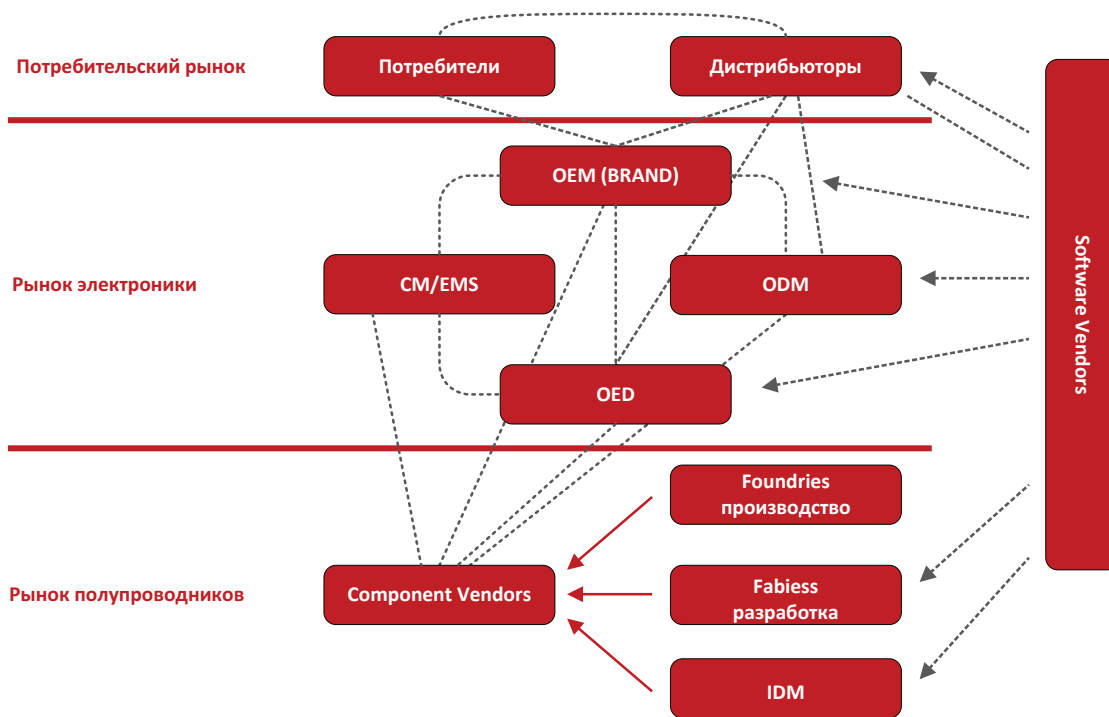 Потребительский рынок
Потребители
Дистрибьюторы
OEM (BRAND)
Рынок электроники
CM/EMS
ODM
OED
Software Vendors
Foundries
производство
Рынок полупроводников
Component Vendors
Fabiess
разработка
IDM